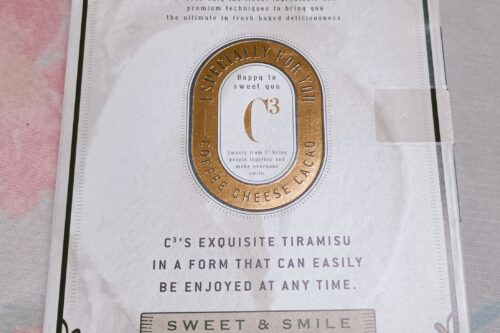 premium techniques to bring you
the ultimate in fresh-baked deliciousness.
SPECIALLY FOR YOU
Happy to
sweet you
C³
Sweets from C³ bring
people together and
make everyone
smile.
COFFEE CHEESE CACAO
C³'S EXQUISITE TIRAMISU
IN A FORM THAT CAN EASILY
BE ENJOYED AT ANY TIME.
SWEET & SMILE